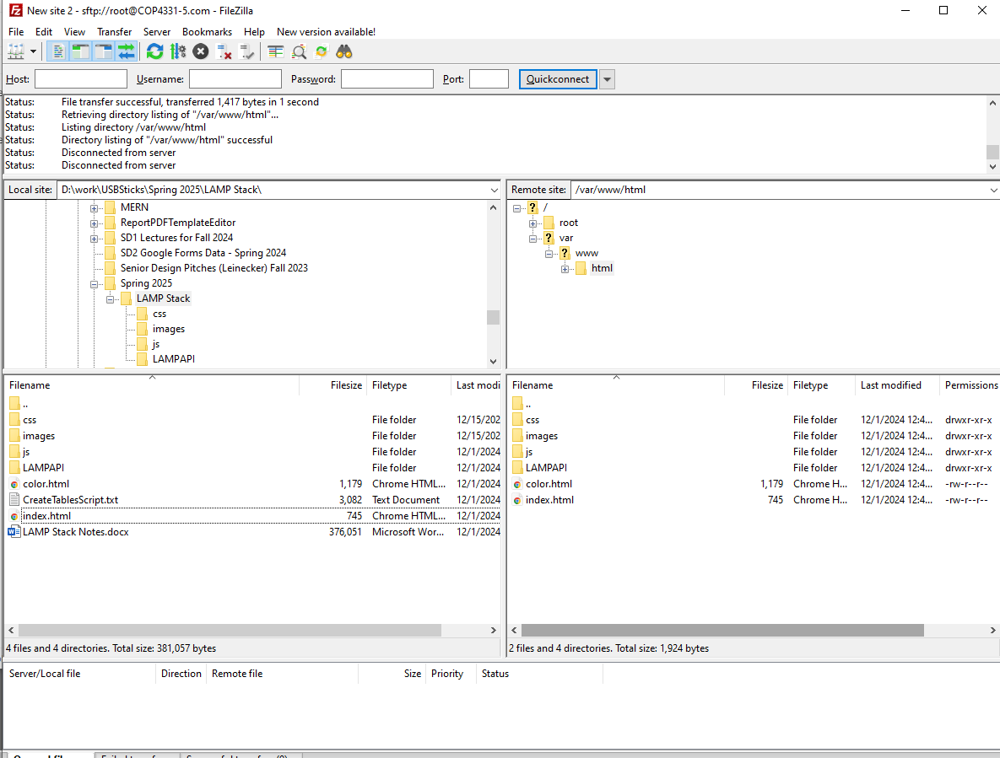 New site 2 - sftp://root@COP4331-5.com - FileZilla
File Edit View Transfer Server Bookmarks Help New version available!
Host: Username: Password: Port: Quickconnect
Status: File transfer successful, transferred 1,417 bytes in 1 second
Status: Retrieving directory listing of "/var/www/html"...
Status: Listing directory /var/www/html
Status: Directory listing of "/var/www/html" successful
Status: Disconnected from server
Status: Disconnected from server
Local site: D:\work\USBSticks\Spring 2025\LAMP Stack\
MERN
ReportPDFTemplateEditor
SD1 Lectures for Fall 2024
SD2 Google Forms Data - Spring 2024
Senior Design Pitches (Leinecker) Fall 2023
Spring 2025
LAMP Stack
css
images
js
LAMPAPI
Remote site: /var/www/html
/
root
var
www
html
Filename Filesize Filetype Last modi
..
css File folder 12/15/202
images File folder 12/15/202
js File folder 12/1/2024
LAMPAPI File folder 12/1/2024
color.html 1,179 Chrome HTML... 12/1/2024
CreateTablesScript.txt 3,082 Text Document 12/1/2024
index.html 745 Chrome HTML... 12/1/2024
LAMP Stack Notes.docx 376,051 Microsoft Wor... 12/1/2024
4 files and 4 directories. Total size: 381,057 bytes
Filename Filesize Filetype Last modified Permissions
..
css File folder 12/1/2024 12:4... drwxr-xr-x
images File folder 12/1/2024 12:4... drwxr-xr-x
js File folder 12/1/2024 12:4... drwxr-xr-x
LAMPAPI File folder 12/1/2024 12:4... drwxr-xr-x
color.html 1,179 Chrome H... 12/1/2024 12:4... -rw-r--r--
index.html 745 Chrome H... 12/1/2024 12:4... -rw-r--r--
2 files and 4 directories. Total size: 1,924 bytes
Server/Local file Direction Remote file Size Priority Status